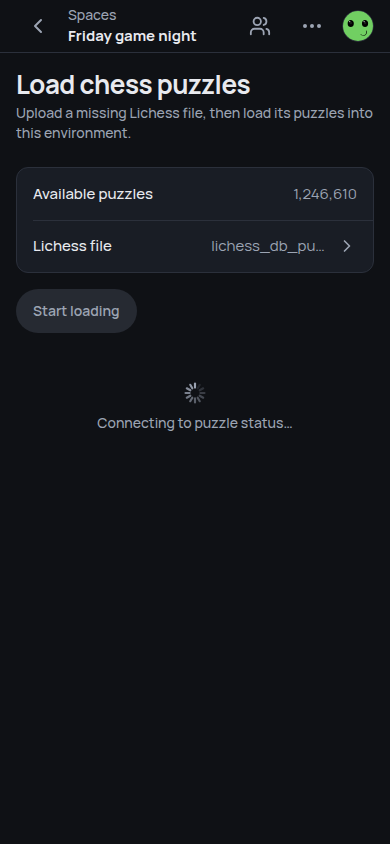 Spaces
Friday game night
Load chess puzzles
Upload a missing Lichess file, then load its puzzles into
this environment.
Available puzzles 1,246,610
Lichess file lichess_db_pu...
Start loading
Connecting to puzzle status...